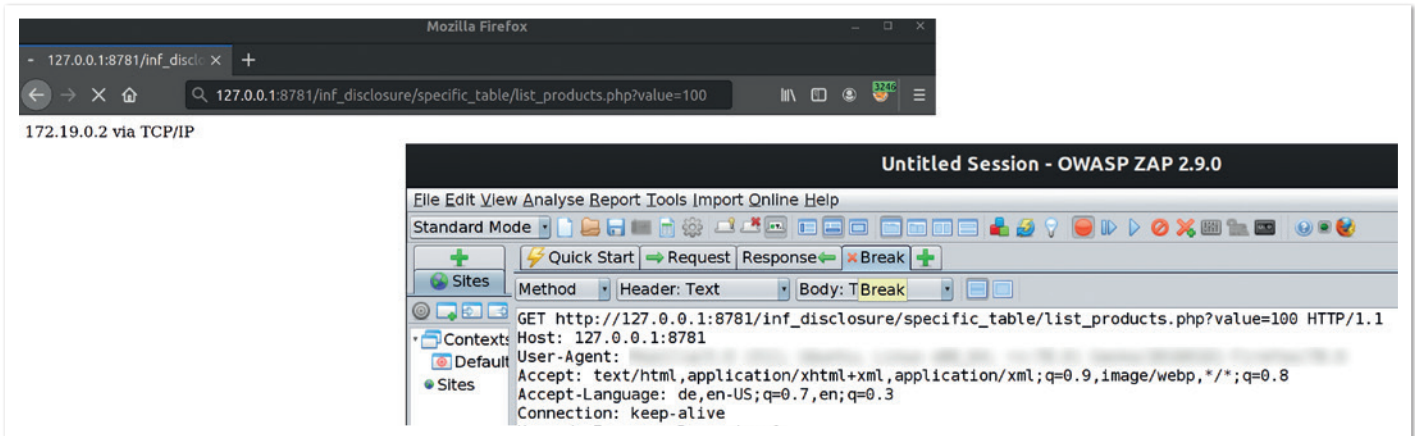 Mozilla Firefox
127.0.0.1:8781/inf_disclo
127.0.0.1:8781/inf_disclosure/specific_table/list_products.php?value=100
3246
172.19.0.2 via TCP/IP
Untitled Session - OWASP ZAP 2.9.0
File Edit View Analyse Report Tools Import Online Help
Standard Mode
Quick Start Request Response Break
Sites
Method Header: Text Body: T Break
GET http://127.0.0.1:8781/inf_disclosure/specific_table/list_products.php?value=100 HTTP/1.1
Contexts Host: 127.0.0.1:8781
Default User-Agent:
Accept: text/html,application/xhtml+xml,application/xml;q=0.9,image/webp,*/*;q=0.8
Sites Accept-Language: de,en-US;q=0.7,en;q=0.3
Connection: keep-alive